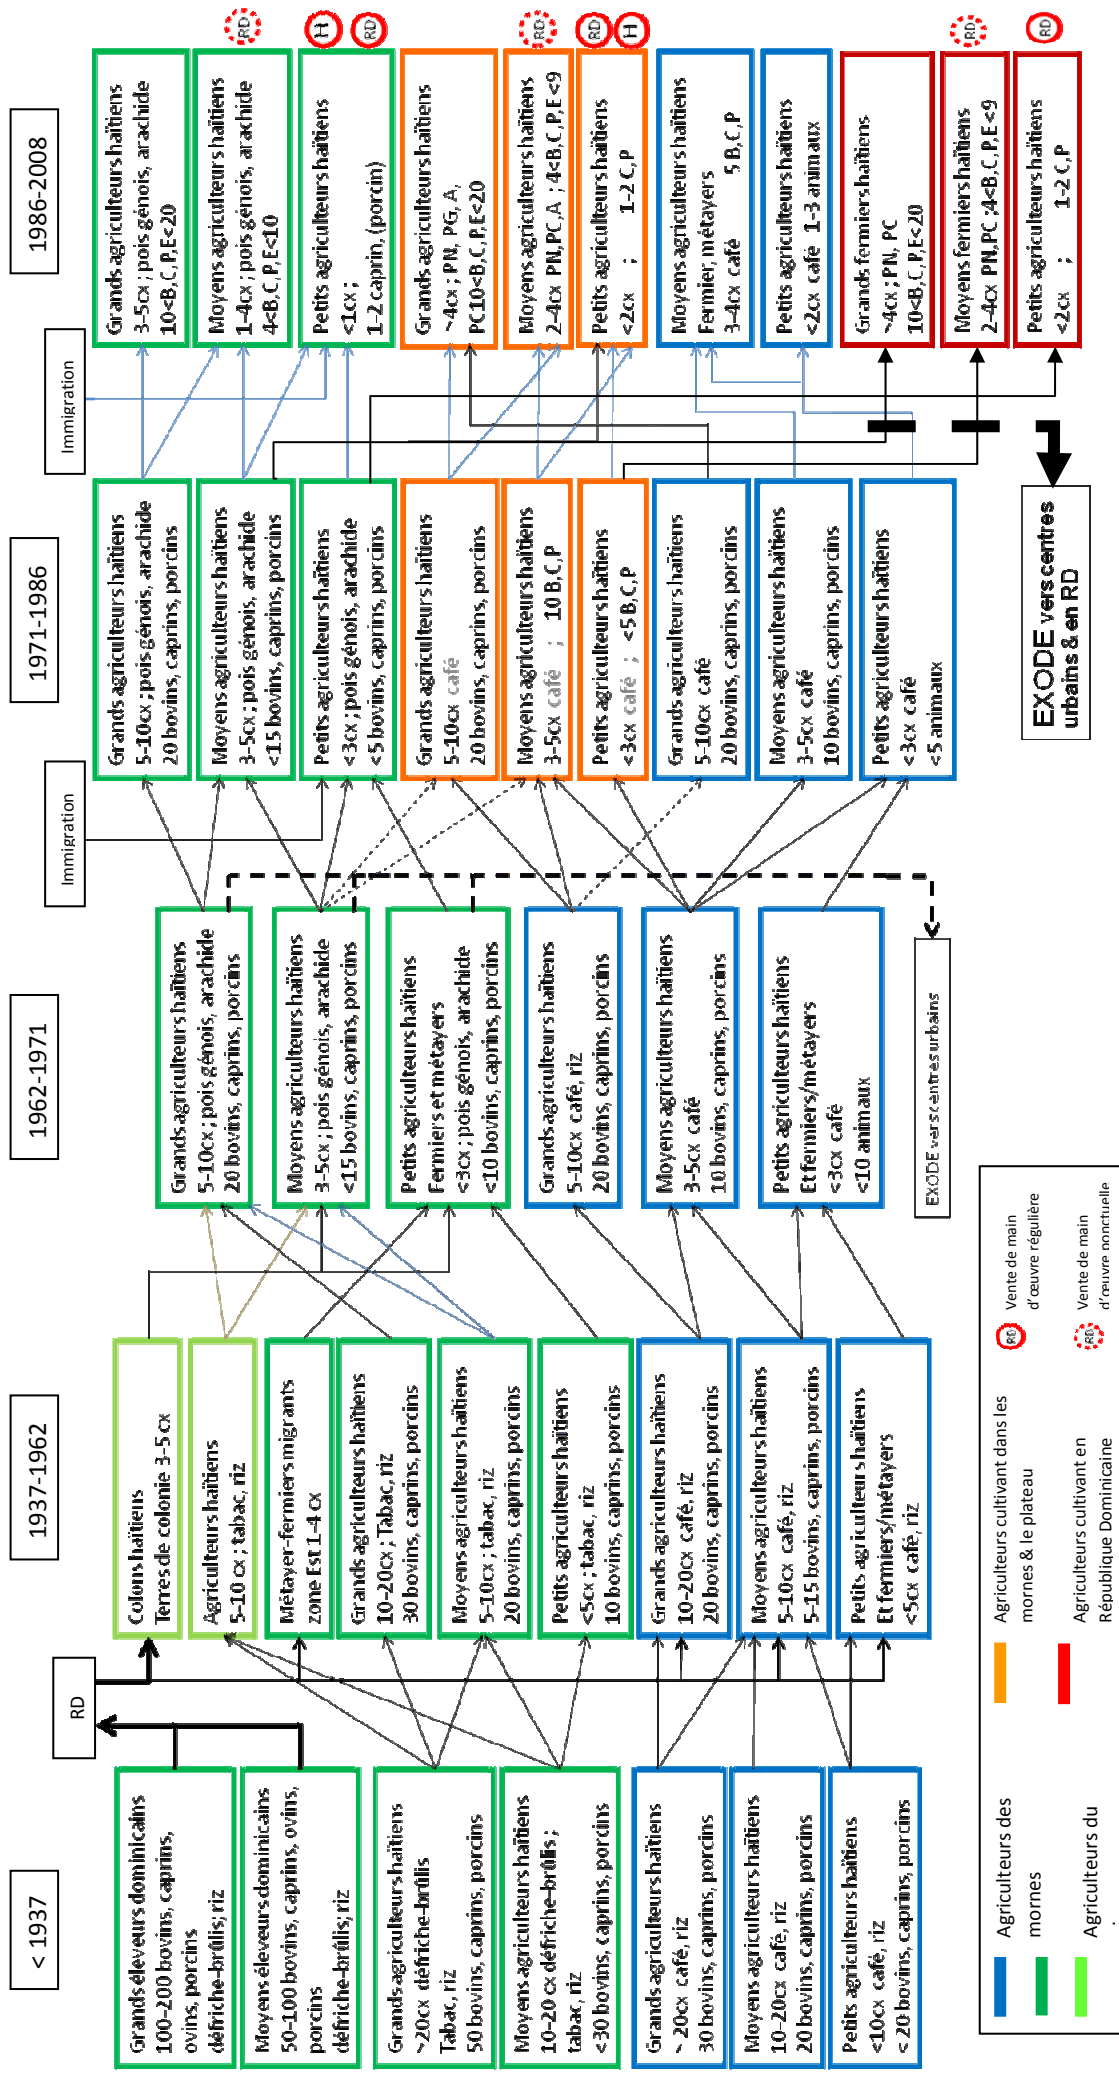 < 1937
Grands éleveurs dominicains
100-200 bovins, caprins,
ovins, porcins
défriche-brûlis; riz
Moyens éleveurs dominicains
50-100 bovins, caprins, ovins,
porcins
défriche-brûlis, riz
Grands agriculteurs haïtiens
~20cx défriche-brûlis
Tabac, riz
50 bovins, caprins, porcins
Moyens agriculteurs haïtiens
10-20 cx défriche-brûlis ;
tabac, riz
<30 bovins, caprins, porcins
Grands agriculteurs haïtiens
~ 20cx café, riz
30 bovins, caprins, porcins
Moyens agriculteurs haïtiens
10-20cx café, riz
20 bovins, caprins, porcins
Petits agriculteurs haïtiens
<10cx café, riz
< 20 bovins, caprins, porcins
RD
1937-1962
Colons haïtiens
Terres de colonie 3-5 cx
Agriculteurs haïtiens
5-10 cx ; tabac, riz
Métayer-fermiers migrants
zone Est 1-4 cx
Grands agriculteurs haïtiens
10-20cx ; Tabac, riz
30 bovins, caprins, porcins
Moyens agriculteurs haïtiens
5-10cx ; tabac, riz
20 bovins, caprins, porcins
Petits agriculteurs haïtiens
<5cx ; tabac, riz
10 bovins, caprins, porcins
Grands agriculteurs haïtiens
10-20cx café, riz
20 bovins, caprins, porcins
Moyens agriculteurs haïtiens
5-10cx café, riz
5-15 bovins, caprins, porcins
Petits agriculteurs haïtiens
Et fermiers/métayers
<5cx café, riz
1962-1971
Grands agriculteurs haïtiens
5-10cx ; pois génois, arachide
20 bovins, caprins, porcins
Moyens agriculteurs haïtiens
3-5cx ; pois génois, arachide
<15 bovins, caprins, porcins
Petits agriculteurs haïtiens
Fermiers et métayers
<3cx ; pois génois, arachide
<10 bovins, caprins, porcins
Grands agriculteurs haïtiens
5-10cx café, riz
20 bovins, caprins, porcins
Moyens agriculteurs haïtiens
3-5cx café
10 bovins, caprins, porcins
Petits agriculteurs haïtiens
Et fermiers/métayers
<3cx café
<10 animaux
EXODE vers centres urbains
Immigration
1971-1986
Grands agriculteurs haïtiens
5-10cx ; pois génois, arachide
20 bovins, caprins, porcins
Moyens agriculteurs haïtiens
3-5cx ; pois génois, arachide
<15 bovins, caprins, porcins
Petits agriculteurs haïtiens
<3cx ; pois génois, arachide
<5 bovins, caprins, porcins
Grands agriculteurs haïtiens
5-10cx café
20 bovins, caprins, porcins
Moyens agriculteurs haïtiens
3-5cx café ; 10 B,C,P
Petits agriculteurs haïtiens
<3cx café ; <5 B,C,P
Grands agriculteurs haïtiens
5-10cx café
20 bovins, caprins, porcins
Moyens agriculteurs haïtiens
3-5cx café
10 bovins, caprins, porcins
Petits agriculteurs haïtiens
<3cx café
<5 animaux
EXODE vers centres
urbains & en RD
Immigration
1986-2008
Grands agriculteurs haïtiens
3-5cx ; pois génois, arachide
10<B,C,P,E<20
Moyens agriculteurs haïtiens
1-4cx ; pois génois, arachide
4<B,C,P,E<10
RD
Petits agriculteurs haïtiens
<1cx ;
1-2 caprin, (porcin)
H
RD
Grands agriculteurs haïtiens
~4cx ; PN, PG, A,
PC10<B,C,P,E<20
Moyens agriculteurs haïtiens
2-4cx PN,PC,A ; 4<B,C,P,E<9
RD
Petits agriculteurs haïtiens
<2cx ; 1-2 C,P
RD
H
Moyens agriculteurs haïtiens
Fermier, métayers
3-4cx café 5 B,C,P
Petits agriculteurs haïtiens
<2cx café 1-3 animaux
Grands fermiers haïtiens
~4cx ; PN, PC
10<B,C,P,E<20
Moyens fermiers haïtiens
2-4cx PN,PC ;4<B,C,P,E<9
RD
Petits agriculteurs haïtiens
<2cx ; 1-2 C,P
RD
Agriculteurs des
mornes
Agriculteurs du
Agriculteurs cultivant dans les
mornes & le plateau
Agriculteurs cultivant en
République Dominicaine
RD
Vente de main
d'œuvre régulière
RD
Vente de main
d'œuvre ponctuelle